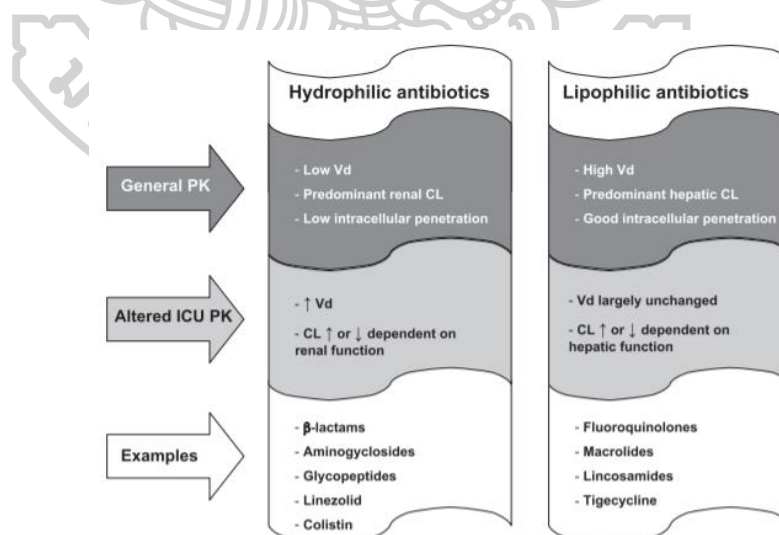 Hydrophilic antibiotics
Lipophilic antibiotics
General PK
- Low Vd
- Predominant renal CL
- Low intracellular penetration
- High Vd
- Predominant hepatic CL
- Good intracellular penetration
Altered ICU PK
- ↑ Vd
- CL ↑ or ↓ dependent on
renal function
- Vd largely unchanged
- CL ↑ or ↓ dependent on
hepatic function
Examples
- β-lactams
- Aminogyclosides
- Glycopeptides
- Linezolid
- Colistin
- Fluoroquinolones
- Macrolides
- Lincosamides
- Tigecycline